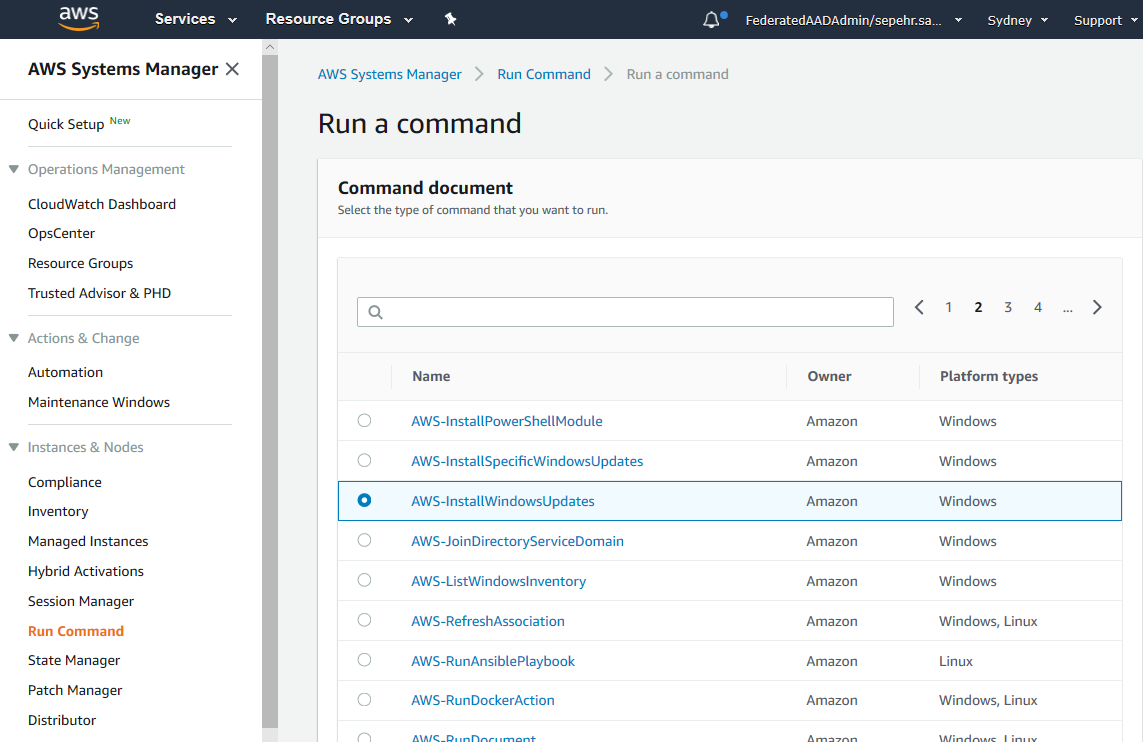 aws Services Resource Groups FederatedAADAdmin/sepehr.sa... Sydney Support
AWS Systems Manager
Quick Setup New
Operations Management
CloudWatch Dashboard
OpsCenter
Resource Groups
Trusted Advisor & PHD
Actions & Change
Automation
Maintenance Windows
Instances & Nodes
Compliance
Inventory
Managed Instances
Hybrid Activations
Session Manager
Run Command
State Manager
Patch Manager
Distributor
AWS Systems Manager Run Command Run a command
Run a command
Command document
Select the type of command that you want to run.
1 2 3 4 ...
Name Owner Platform types
AWS-InstallPowerShellModule Amazon Windows
AWS-InstallSpecificWindowsUpdates Amazon Windows
AWS-InstallWindowsUpdates Amazon Windows
AWS-JoinDirectoryServiceDomain Amazon Windows
AWS-ListWindowsInventory Amazon Windows
AWS-RefreshAssociation Amazon Windows, Linux
AWS-RunAnsiblePlaybook Amazon Linux
AWS-RunDockerAction Amazon Windows, Linux
AWS-RunDocument Amazon Windows, Linux